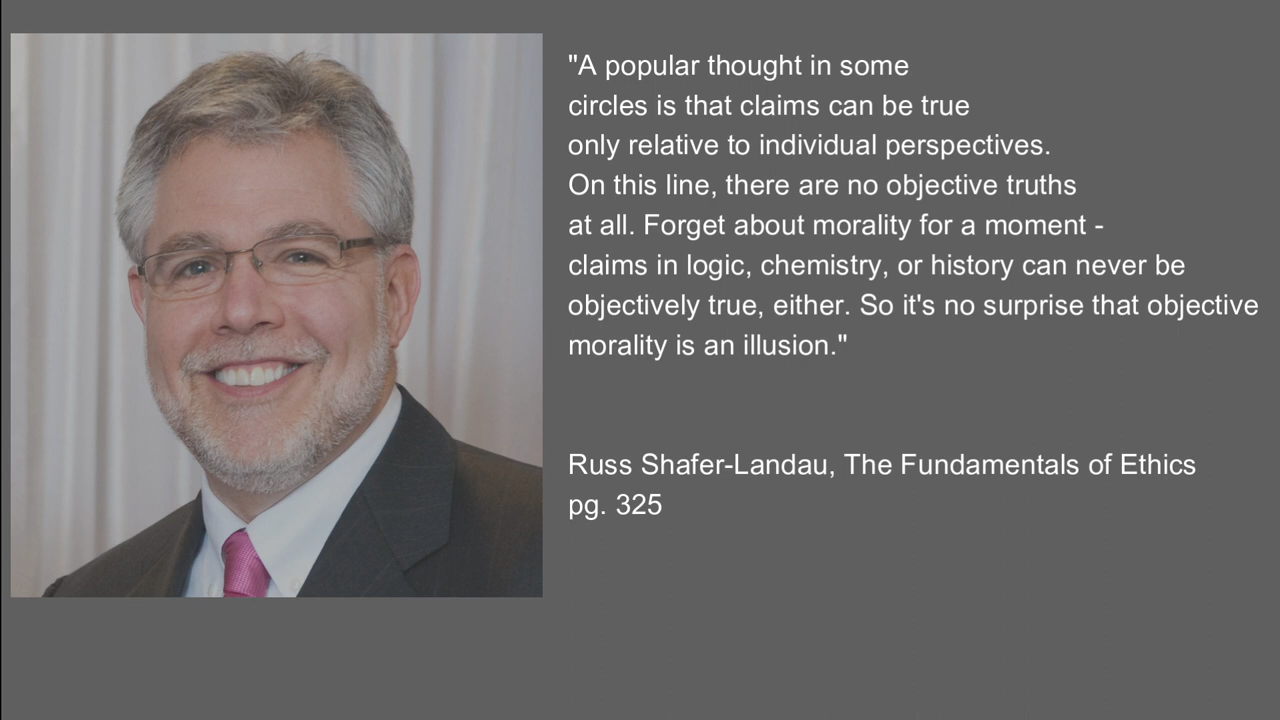 "A popular thought in some
circles is that claims can be true
only relative to individual perspectives.
On this line, there are no objective truths
at all. Forget about morality for a moment -
claims in logic, chemistry, or history can never be
objectively true, either. So it's no surprise that objective
morality is an illusion."
Russ Shafer-Landau, The Fundamentals of Ethics
pg. 325